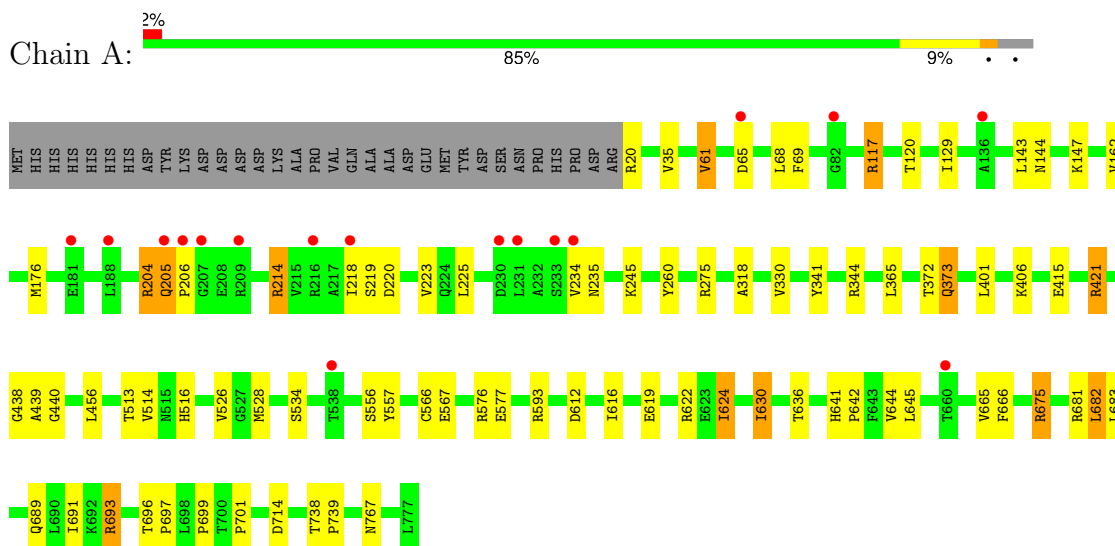 2%
Chain A:
85% 9% • •
MET HIS HIS HIS HIS HIS HIS ASP TYR LYS ASP ASP ASP ASP LYS ALA PRO VAL GLN ALA ALA ASP GLU MET TYR ASP SER ASN PRO HIS PRO ASP ARG R20 V35 V61 D65 L68 F69 G82 R117 T120 I129 A136 L143 N144 K147
M176 E181 L188 R204 Q205 P206 G207 E208 R209 R214 V215 R216 A217 I218 S219 D220 V223 Q224 L225 D230 L231 A232 S233 V234 N235 K245 Y260 R275 A318 V330 Y341 R344 L365 T372 Q373 L401 K406 E415 R421
G438 A439 G440 L456 T513 V514 N515 H516 V526 G527 M528 S534 T538 S556 Y557 C566 E567 R576 E577 R593 D612 I616 E619 R622 E623 I624 I630 T636 H641 P642 F643 V644 L645 T660 V665 F666 R675 R681 L682
Q689 L690 I691 K692 R693 T696 P697 L698 P699 T700 P701 D714 T738 P739 N767 L777